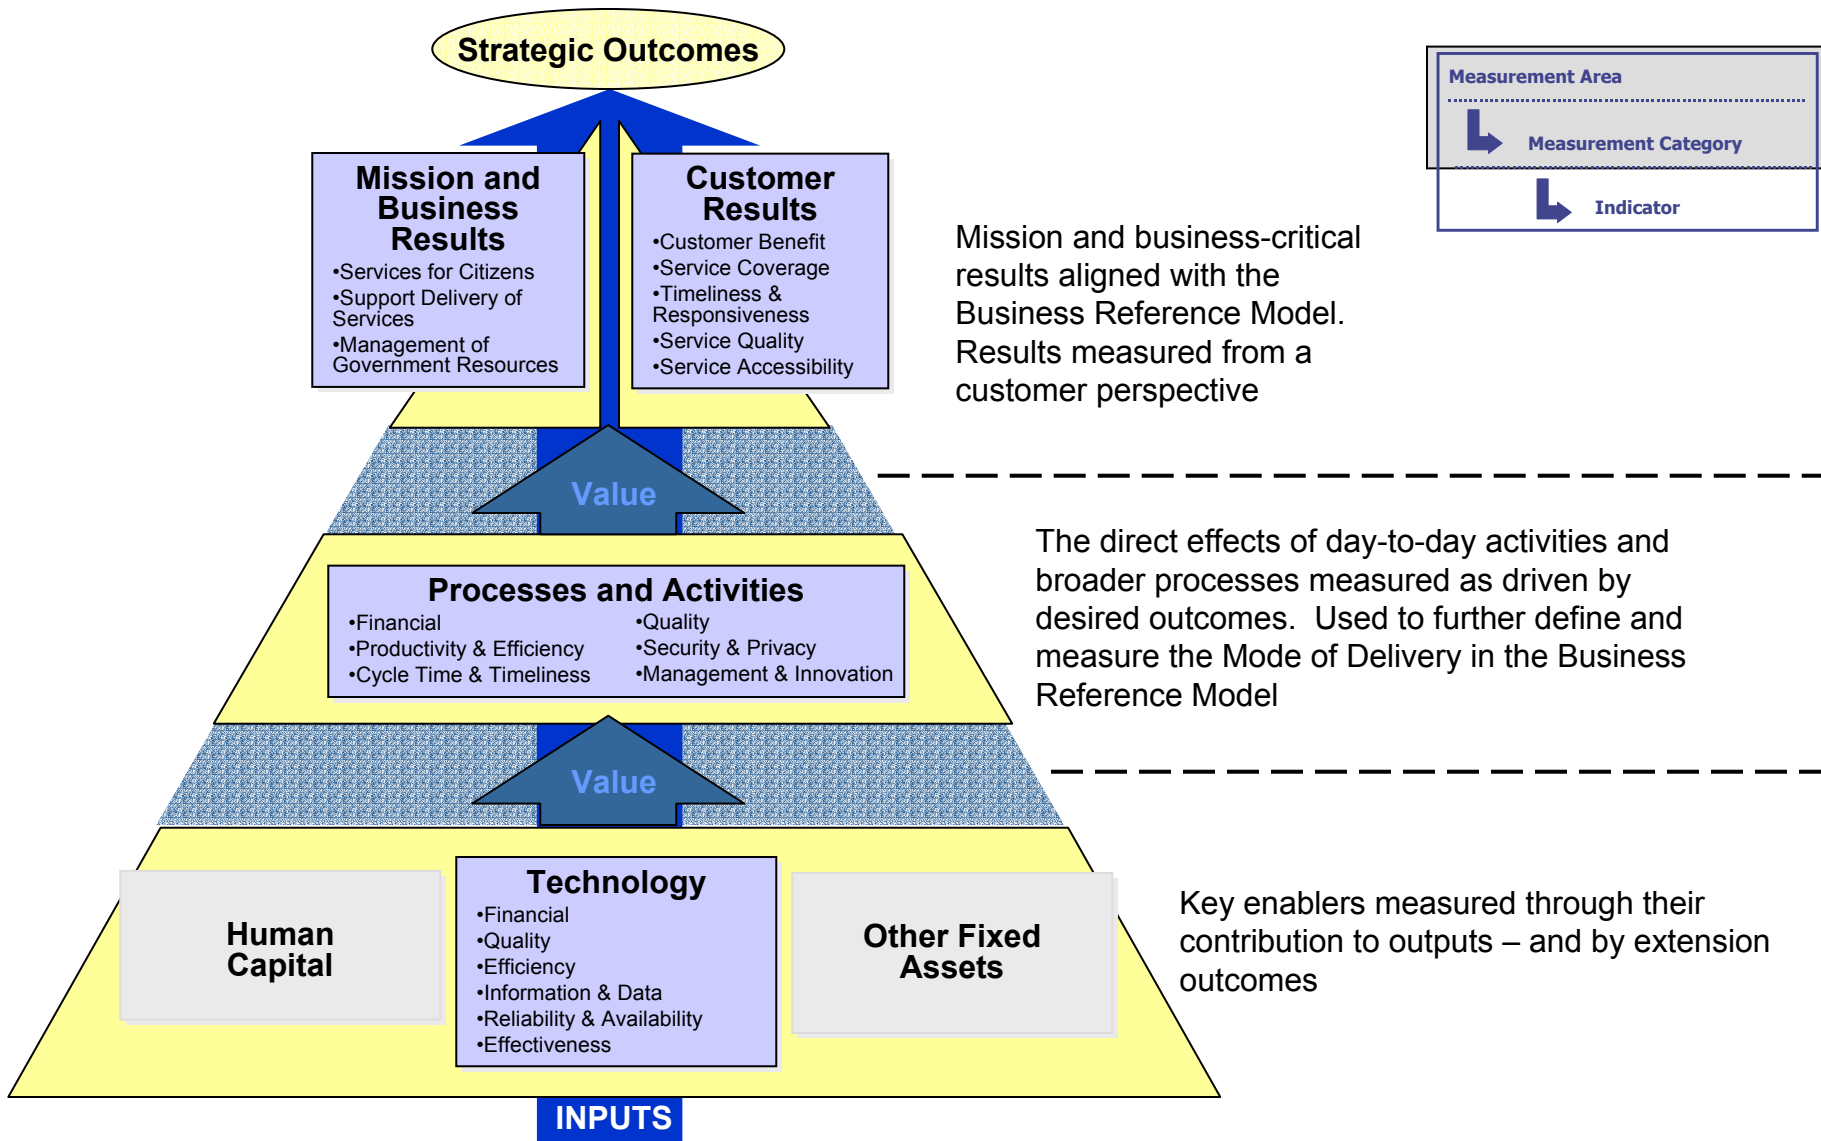 Strategic Outcomes
Measurement Area
Measurement Category
Indicator
Mission and
Business
Results
•Services for Citizens
•Support Delivery of
Services
•Management of
Government Resources
Customer
Results
•Customer Benefit
•Service Coverage
•Timeliness &
Responsiveness
•Service Quality
•Service Accessibility
Mission and business-critical
results aligned with the
Business Reference Model.
Results measured from a
customer perspective
Value
Processes and Activities
•Financial
•Productivity & Efficiency
•Cycle Time & Timeliness
•Quality
•Security & Privacy
•Management & Innovation
The direct effects of day-to-day activities and
broader processes measured as driven by
desired outcomes.  Used to further define and
measure the Mode of Delivery in the Business
Reference Model
Value
Human
Capital
Technology
•Financial
•Quality
•Efficiency
•Information & Data
•Reliability & Availability
•Effectiveness
Other Fixed
Assets
Key enablers measured through their
contribution to outputs – and by extension
outcomes
INPUTS